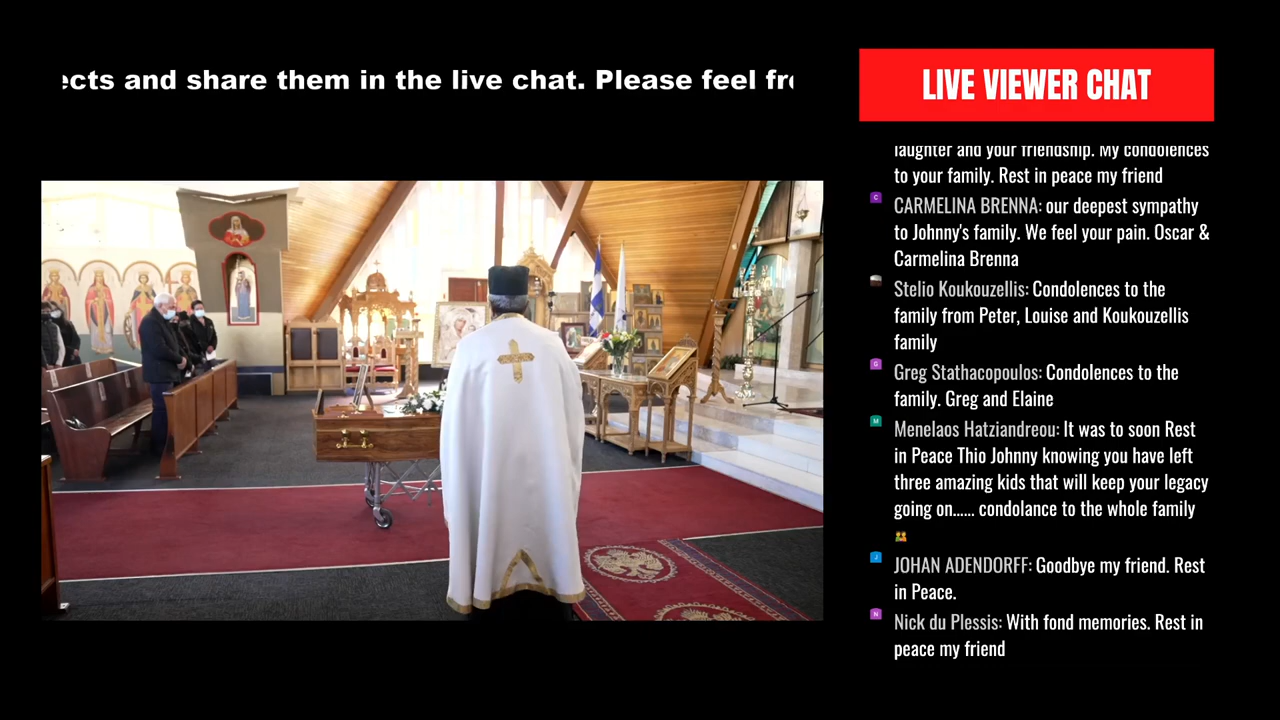 ects and share them in the live chat. Please feel fr
LIVE VIEWER CHAT
laughter and your friendship. My condolences
to your family. Rest in peace my friend
CARMELINA BRENNA: our deepest sympathy
to Johnny's family. We feel your pain. Oscar &
Carmelina Brenna
Stelio Koukouzellis: Condolences to the
family from Peter, Louise and Koukouzellis
family
Greg Stathacopoulos: Condolences to the
family. Greg and Elaine
Menelaos Hatziandreou: It was to soon Rest
in Peace Thio Johnny knowing you have left
three amazing kids that will keep your legacy
going on...... condolance to the whole family
JOHAN ADENDORFF: Goodbye my friend. Rest
in Peace.
Nick du Plessis: With fond memories. Rest in
peace my friend